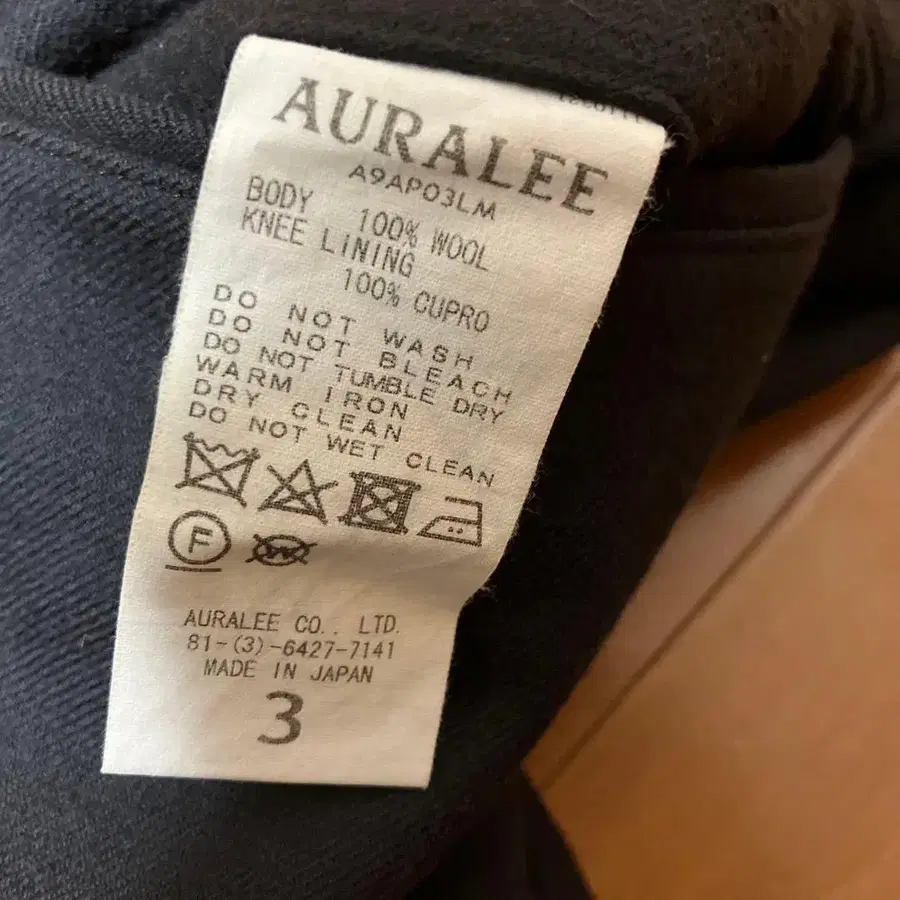 AURALEE
A9AP03LM
BODY
100% WOOL
KNEE LINING
100% CUPRO
DO NOT WASH
DO NOT BLEACH
DO NOT TUMBLE DRY
WARM IRON
DRY CLEAN
DO NOT WET CLEAN
F
W
AURALEE CO., LTD.
81-(3)-6427-7141
MADE IN JAPAN
3